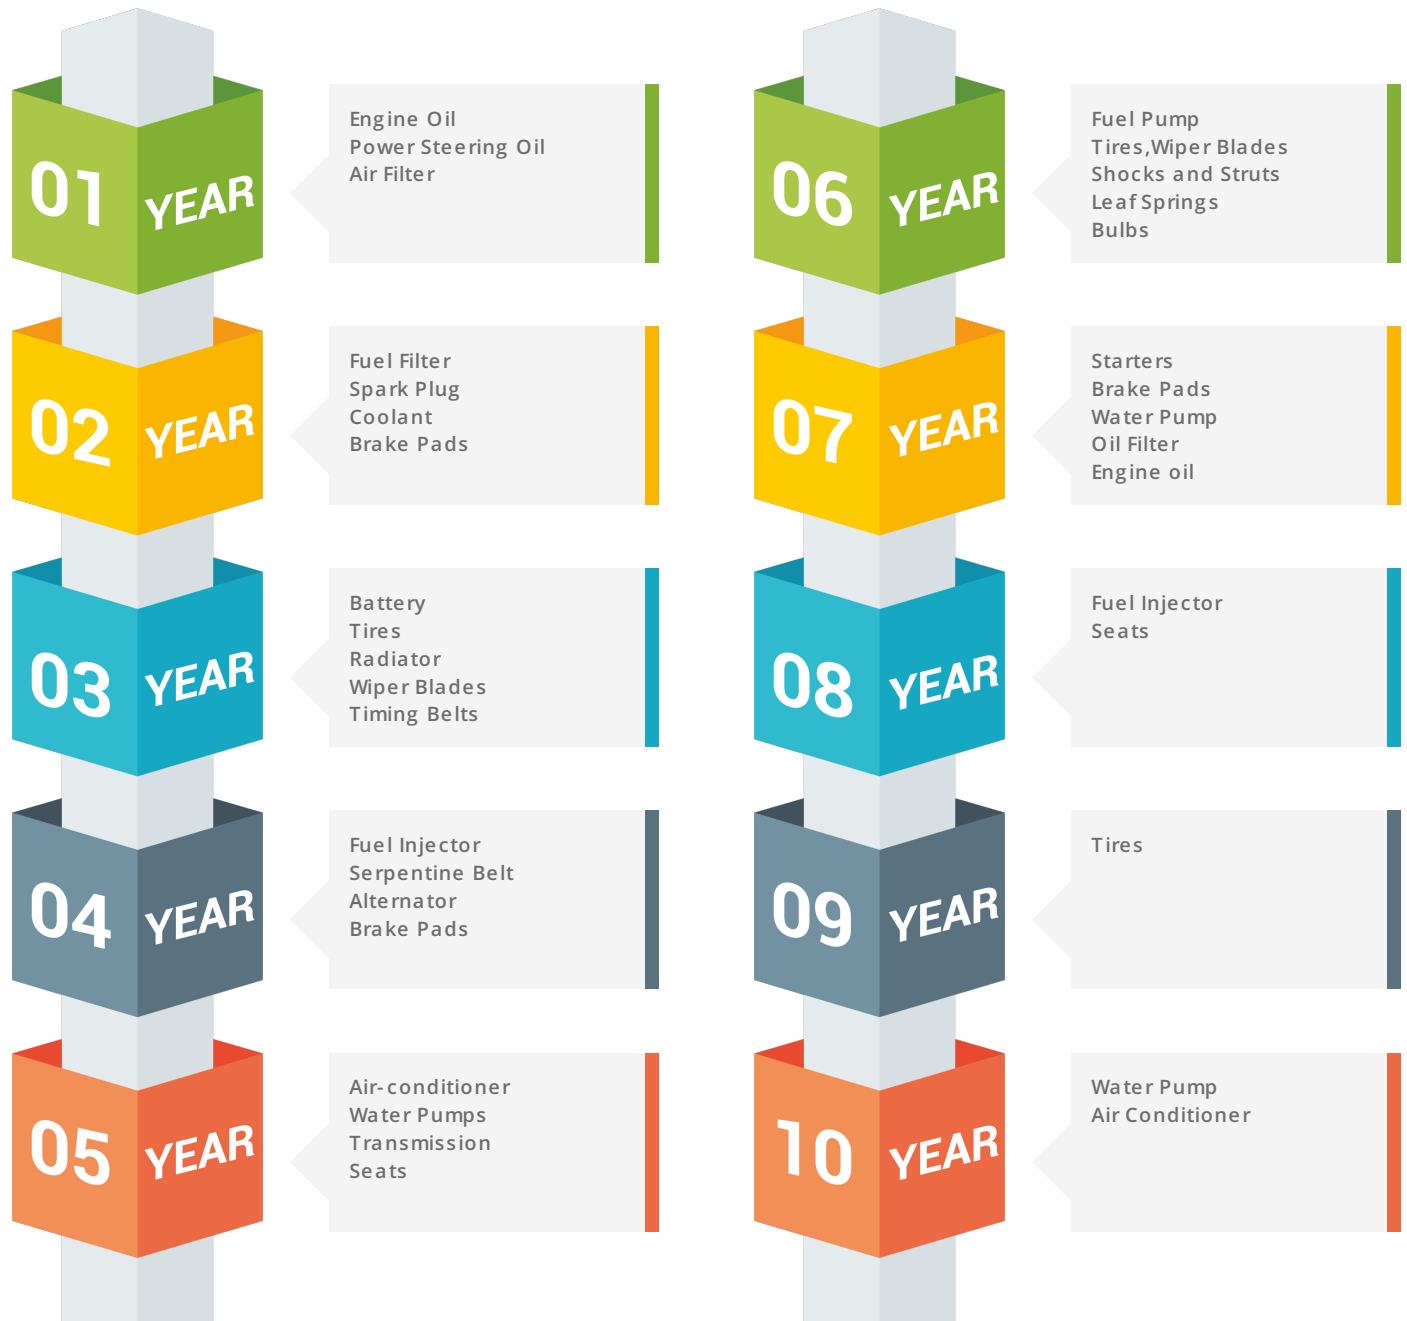 01 YEAR
Engine Oil
Power Steering Oil
Air Filter
02 YEAR
Fuel Filter
Spark Plug
Coolant
Brake Pads
03 YEAR
Battery
Tires
Radiator
Wiper Blades
Timing Belts
04 YEAR
Fuel Injector
Serpentine Belt
Alternator
Brake Pads
05 YEAR
Air-conditioner
Water Pumps
Transmission
Seats
06 YEAR
Fuel Pump
Tires,Wiper Blades
Shocks and Struts
Leaf Springs
Bulbs
07 YEAR
Starters
Brake Pads
Water Pump
Oil Filter
Engine oil
08 YEAR
Fuel Injector
Seats
09 YEAR
Tires
10 YEAR
Water Pump
Air Conditioner